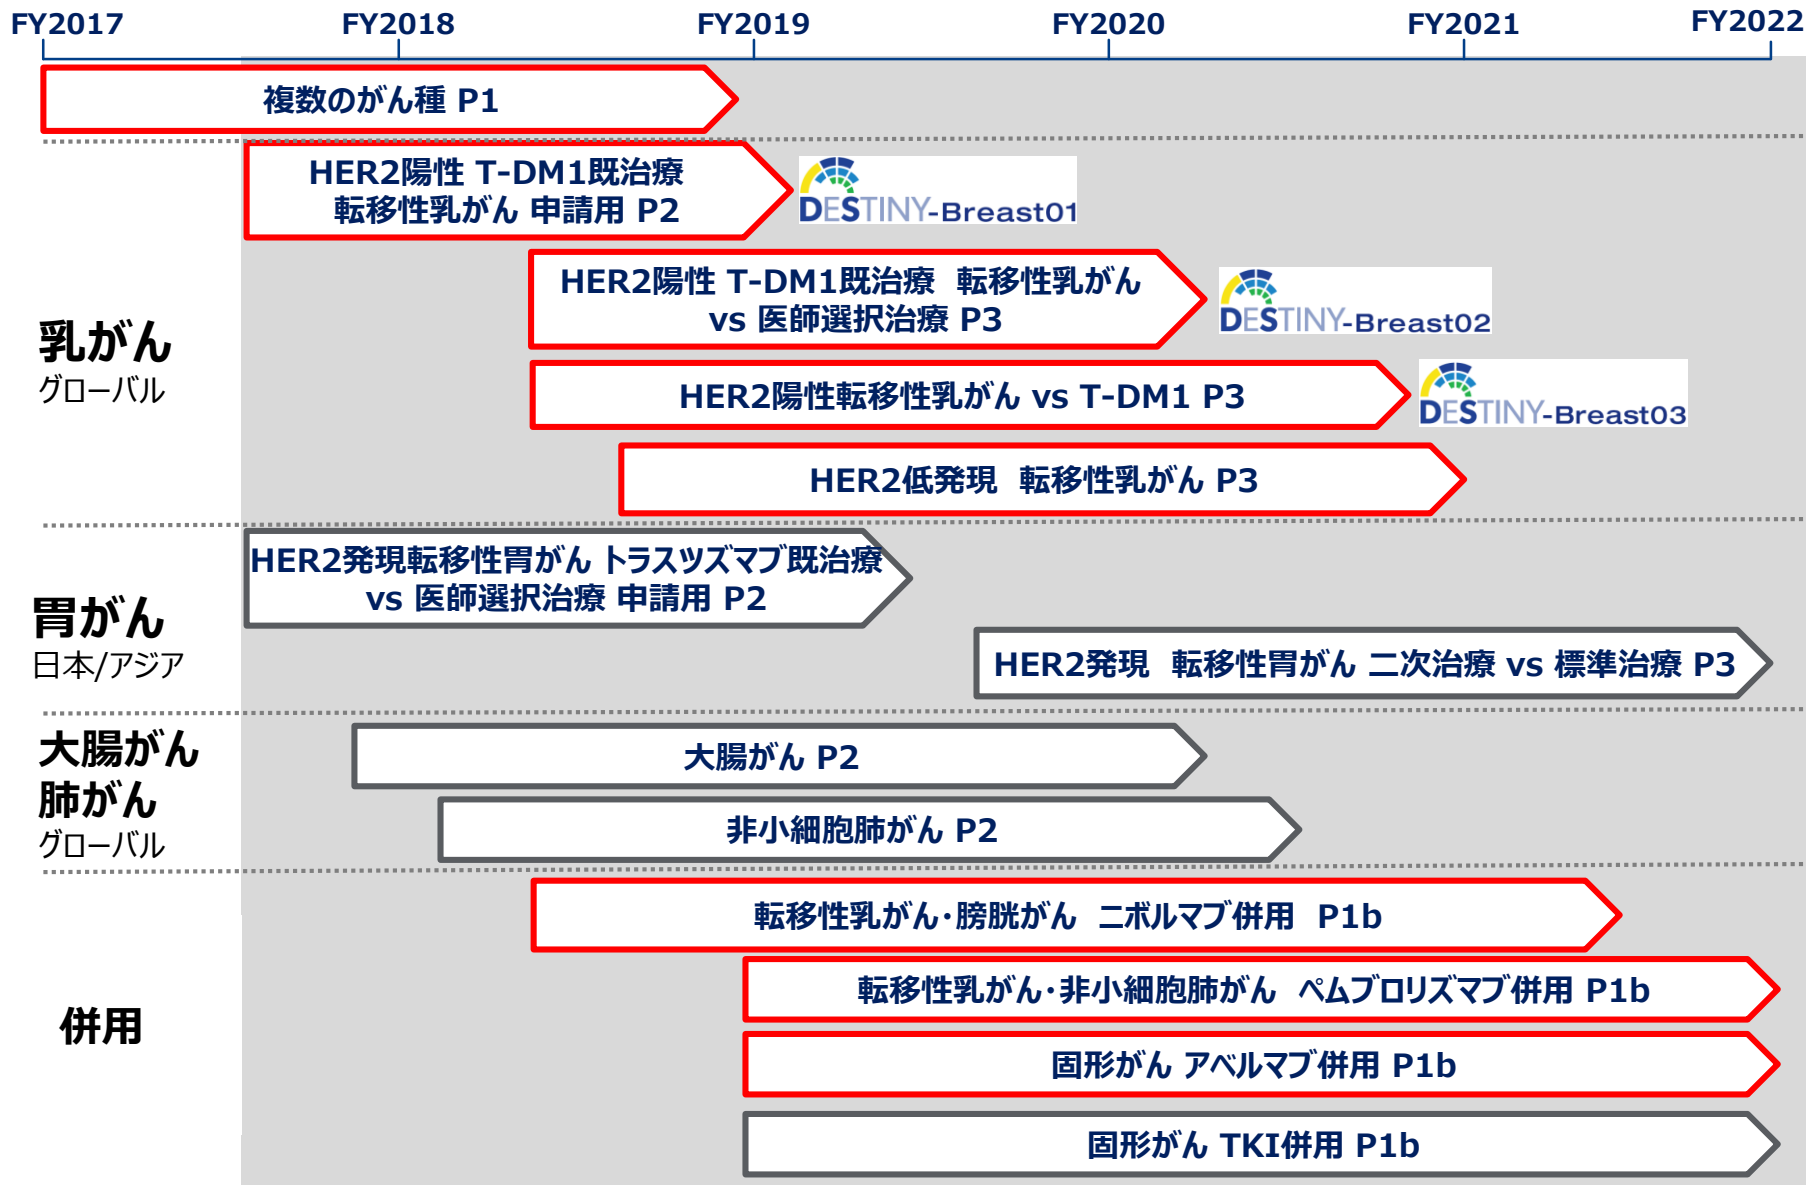 FY2017 FY2018 FY2019 FY2020 FY2021 FY2022
複数のがん種 P1
乳がん
グローバル
HER2陽性 T-DM1既治療
転移性乳がん 申請用 P2
DESTINY-Breast01
HER2陽性 T-DM1既治療 転移性乳がん
vs 医師選択治療 P3
DESTINY-Breast02
HER2陽性転移性乳がん vs T-DM1 P3
DESTINY-Breast03
HER2低発現 転移性乳がん P3
胃がん
日本/アジア
HER2発現転移性胃がん トラスツズマブ既治療
vs 医師選択治療 申請用 P2
HER2発現 転移性胃がん 二次治療 vs 標準治療 P3
大腸がん
肺がん
グローバル
大腸がん P2
非小細胞肺がん P2
併用
転移性乳がん・膀胱がん ニボルマブ併用 P1b
転移性乳がん・非小細胞肺がん ペムブロリズマブ併用 P1b
固形がん アベルマブ併用 P1b
固形がん TKI併用 P1b